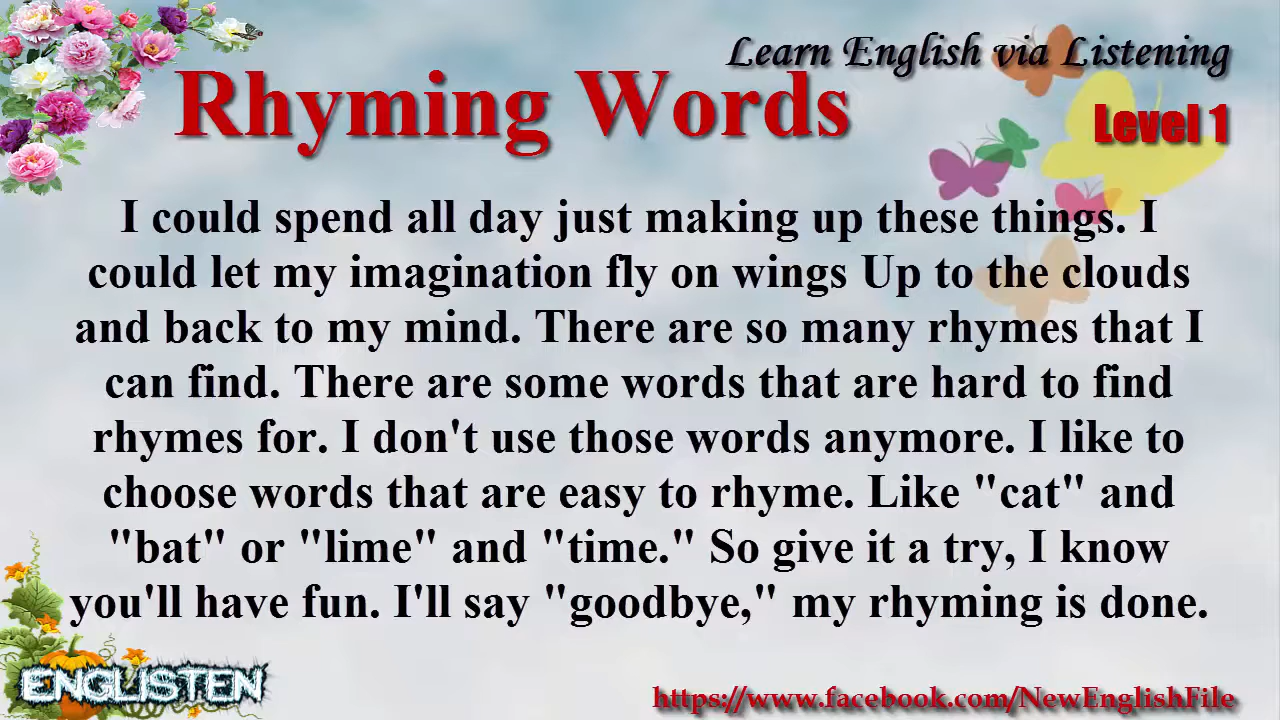 Learn English via Listening
Rhyming Words
Level 1
I could spend all day just making up these things. I
could let my imagination fly on wings Up to the clouds
and back to my mind. There are so many rhymes that I
can find. There are some words that are hard to find
rhymes for. I don't use those words anymore. I like to
choose words that are easy to rhyme. Like "cat" and
"bat" or "lime" and "time." So give it a try, I know
you'll have fun. I'll say "goodbye," my rhyming is done.
ENGLISTEN
https://www.facebook.com/NewEnglishFile